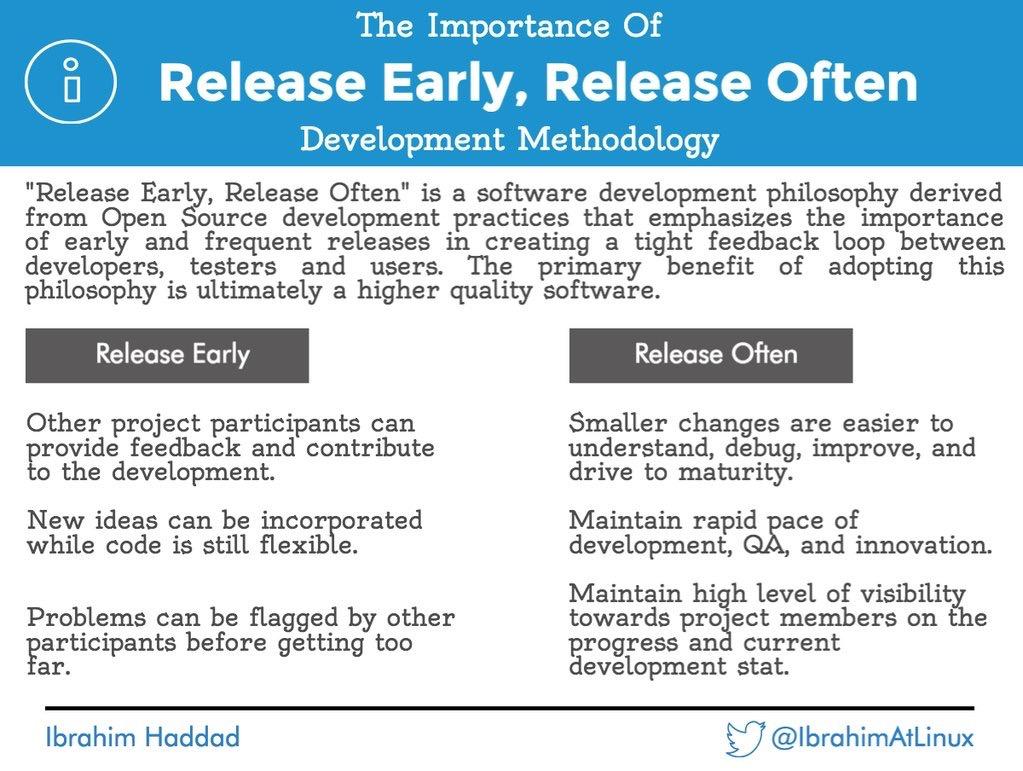 The Importance Of
Release Early, Release Often
Development Methodology
"Release Early, Release Often" is a software development philosophy derived
from Open Source development practices that emphasizes the importance
of early and frequent releases in creating a tight feedback loop between
developers, testers and users. The primary benefit of adopting this
philosophy is ultimately a higher quality software.
Release Early
Other project participants can
provide feedback and contribute
to the development.
New ideas can be incorporated
while code is still flexible.
Problems can be flagged by other
participants before getting too
far.
Release Often
Smaller changes are easier to
understand, debug, improve, and
drive to maturity.
Maintain rapid pace of
development, QA, and innovation.
Maintain high level of visibility
towards project members on the
progress and current
development stat.
Ibrahim Haddad
@IbrahimAtLinux